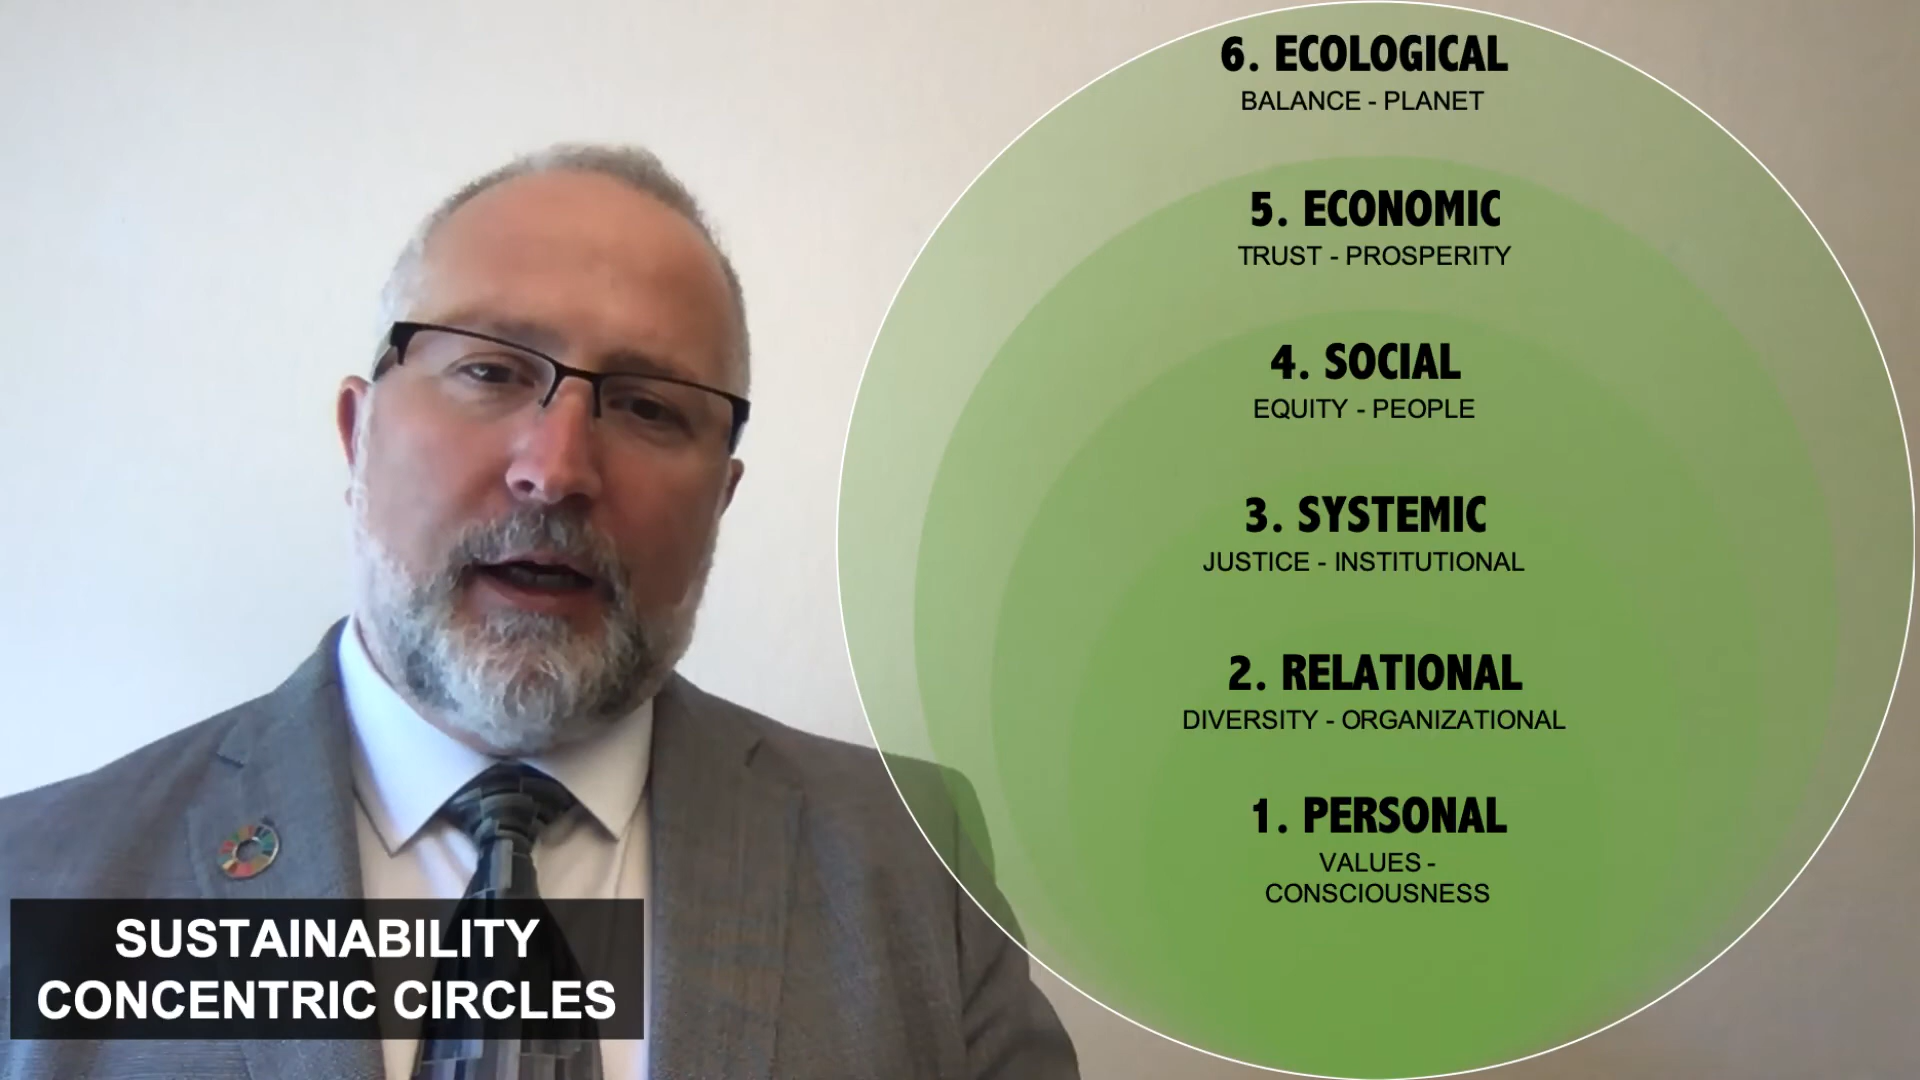 6. ECOLOGICAL
BALANCE - PLANET
5. ECONOMIC
TRUST - PROSPERITY
4. SOCIAL
EQUITY - PEOPLE
3. SYSTEMIC
JUSTICE - INSTITUTIONAL
2. RELATIONAL
DIVERSITY - ORGANIZATIONAL
1. PERSONAL
VALUES -
CONSCIOUSNESS
SUSTAINABILITY
CONCENTRIC CIRCLES